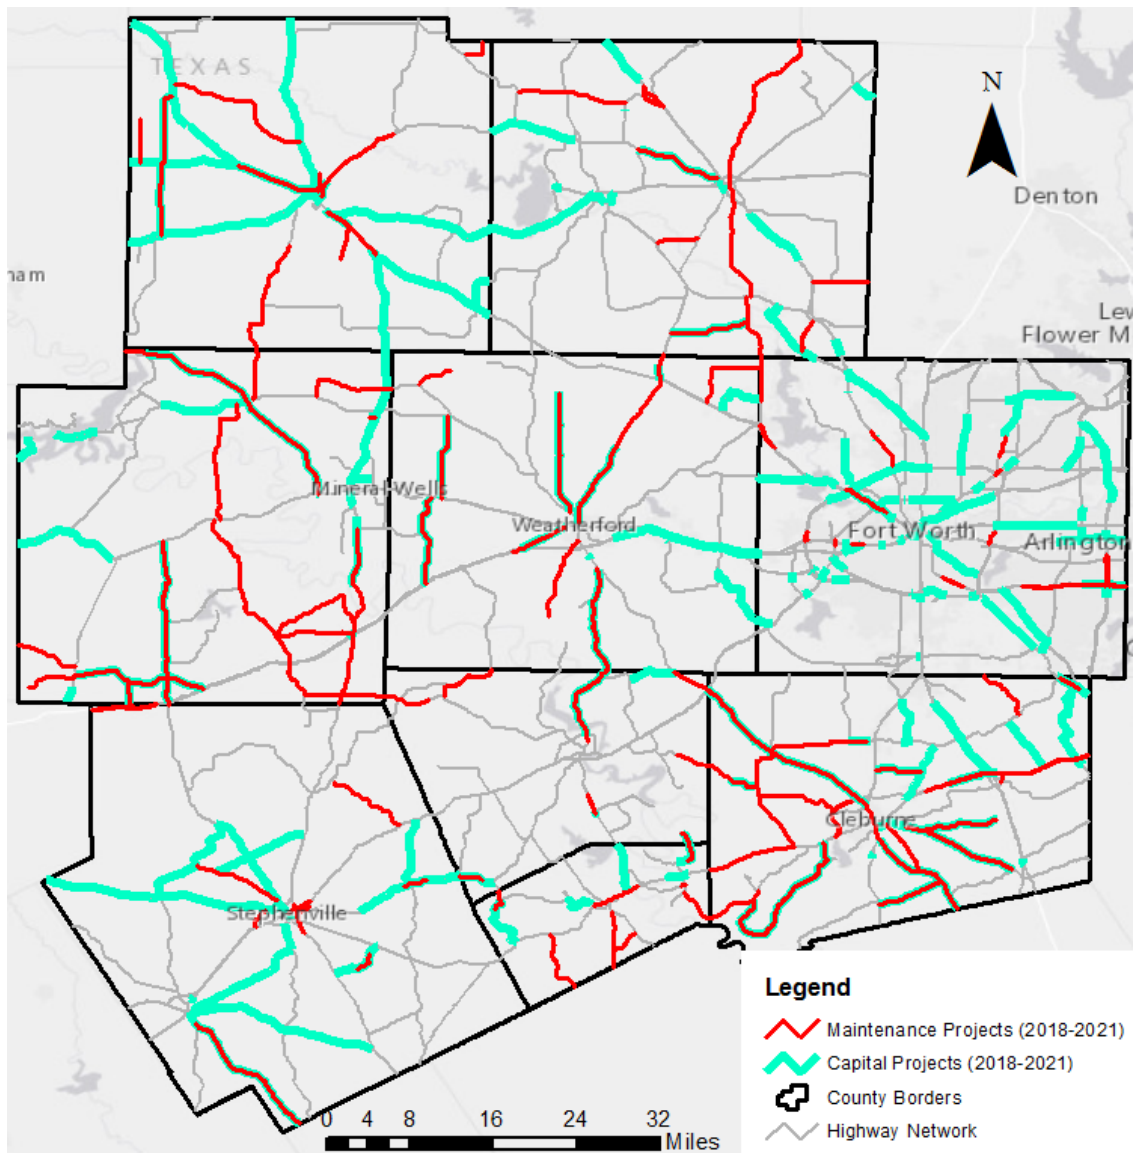 TEXAS
N
Denton
ham
Lew
Flower M
Mineral Wells
Weatherford
Fort Worth
Arlington
Cleburne
Stephenville
Legend
Maintenance Projects (2018-2021)
Capital Projects (2018-2021)
County Borders
Highway Network
0 4 8 16 24 32
Miles